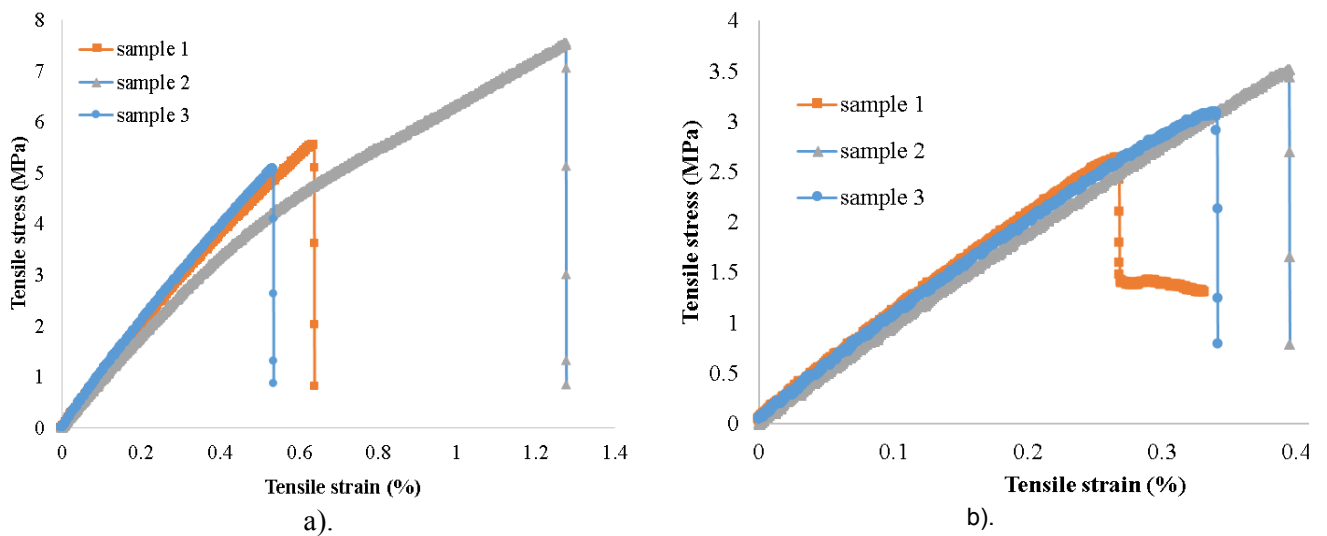 8
7
6
5
4
3
2
1
0
Tensile stress (MPa)
sample 1
sample 2
sample 3
0 0.2 0.4 0.6 0.8 1 1.2 1.4
Tensile strain (%)
a).
4
3.5
3
2.5
2
1.5
1
0.5
0
Tensile stress (MPa)
sample 1
sample 2
sample 3
0 0.1 0.2 0.3 0.4
Tensile strain (%)
b).